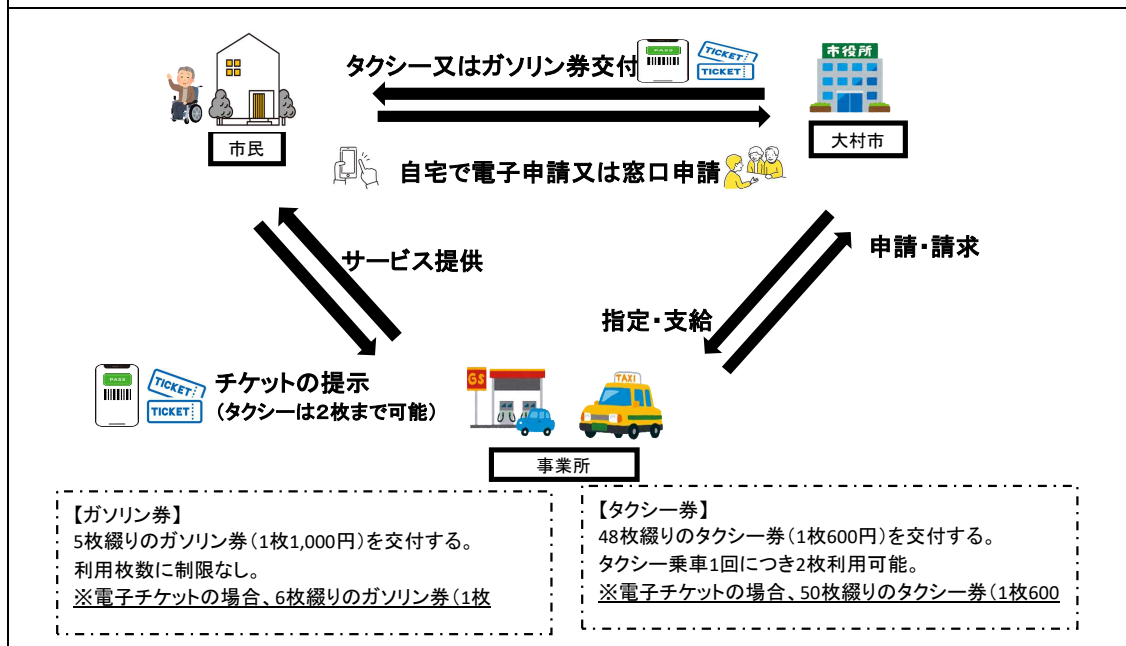 タクシー又はガソリン券交付
PASS
TICKET
TICKET
市役所
市民
大村市
自宅で電子申請又は窓口申請
サービス提供
申請・請求
指定・支給
PASS
TICKET
TICKET
チケットの提示
（タクシーは２枚まで可能）
GS
TAXI
事業所
【ガソリン券】
5枚綴りのガソリン券（1枚1,000円）を交付する。
利用枚数に制限なし。
※電子チケットの場合、6枚綴りのガソリン券（1枚
【タクシー券】
48枚綴りのタクシー券（1枚600円）を交付する。
タクシー乗車1回につき2枚利用可能。
※電子チケットの場合、50枚綴りのタクシー券（1枚600